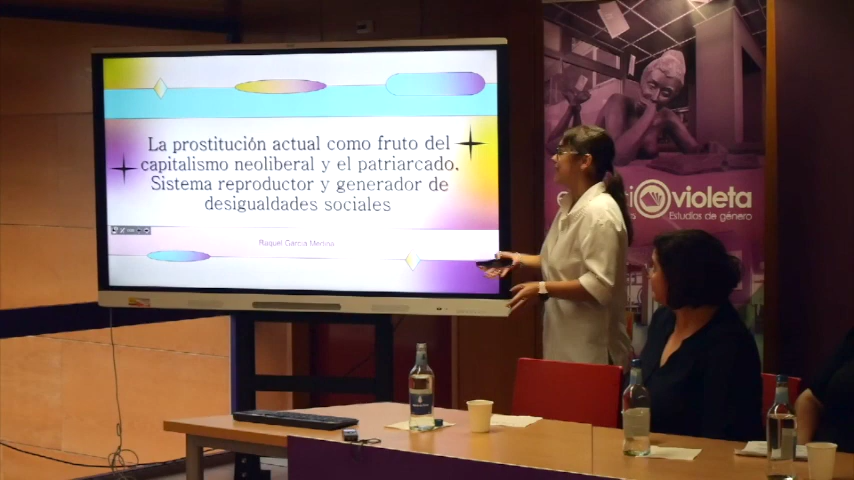 La prostitución actual como fruto del
capitalismo neoliberal y el patriarcado.
Sistema reproductor y generador de
desigualdades sociales
Raquel García Merlino
violeta
Estudios de género